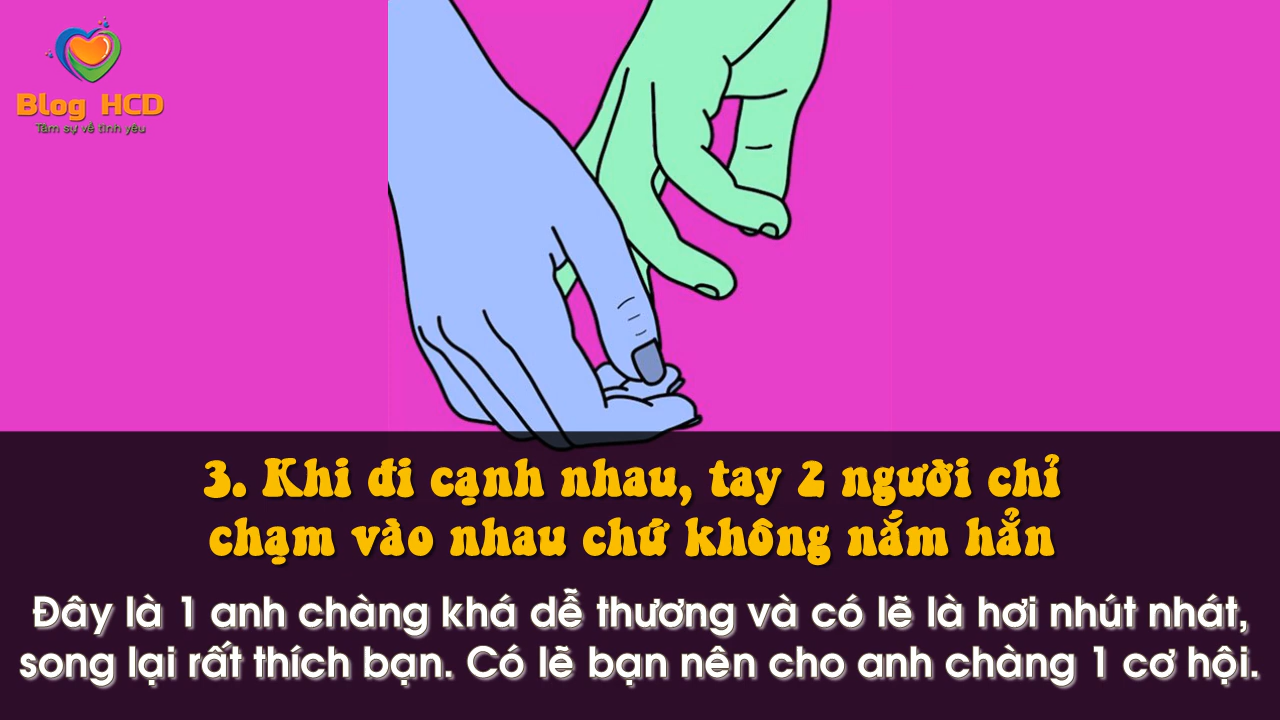 Blog HCD
Tâm sự về tình yêu
3. Khi đi cạnh nhau, tay 2 người chỉ
chạm vào nhau chứ không nắm hẳn
Đây là 1 anh chàng khá dễ thương và có lẽ là hơi nhút nhát,
song lại rất thích bạn. Có lẽ bạn nên cho anh chàng 1 cơ hội.